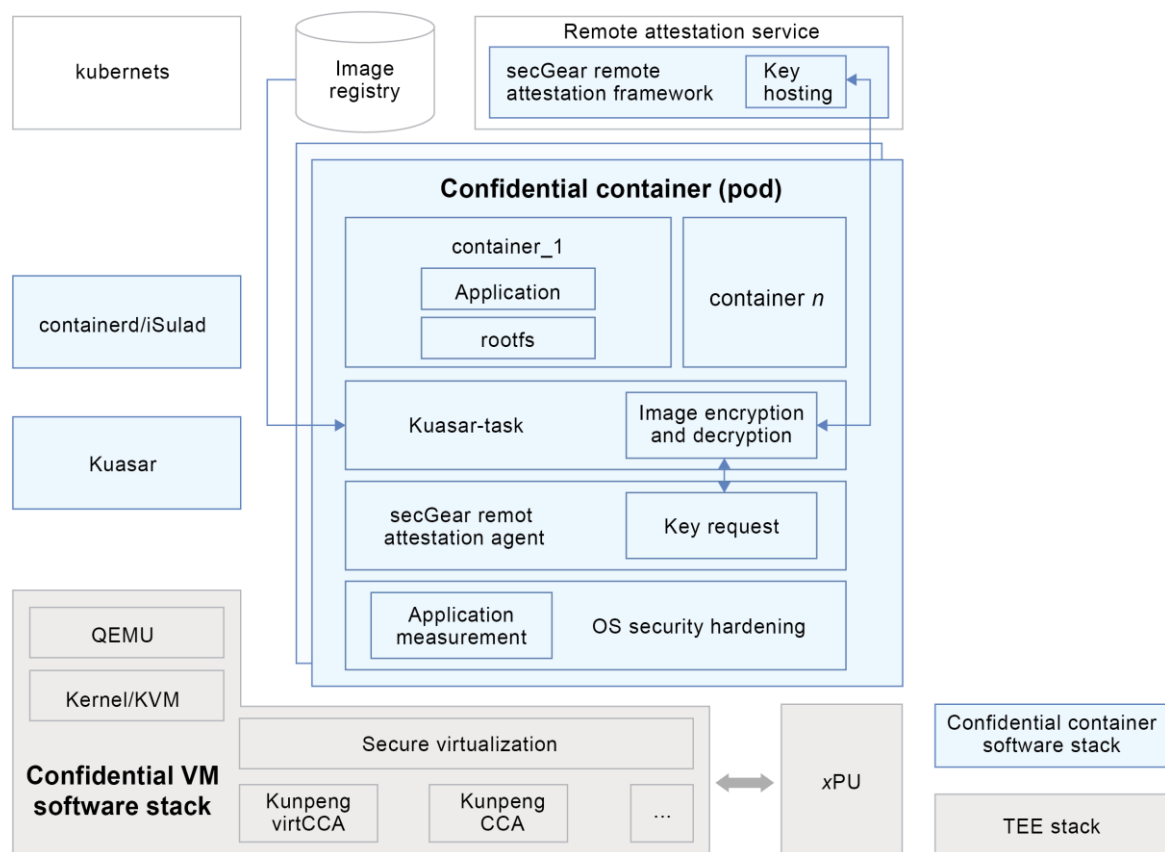 kubernets
Image
registry
Remote attestation service
secGear remote
attestation framework
Key
hosting
Confidential container (pod)
container_1
Application
rootfs
container n
containerd/iSulad
Kuasar-task
Image encryption
and decryption
Kuasar
secGear remot
attestation agent
Key request
Application
measurement
OS security hardening
QEMU
Kernel/KVM
Confidential VM
software stack
Secure virtualization
Kunpeng
virtCCA
Kunpeng
CCA
...
xPU
Confidential container
software stack
TEE stack